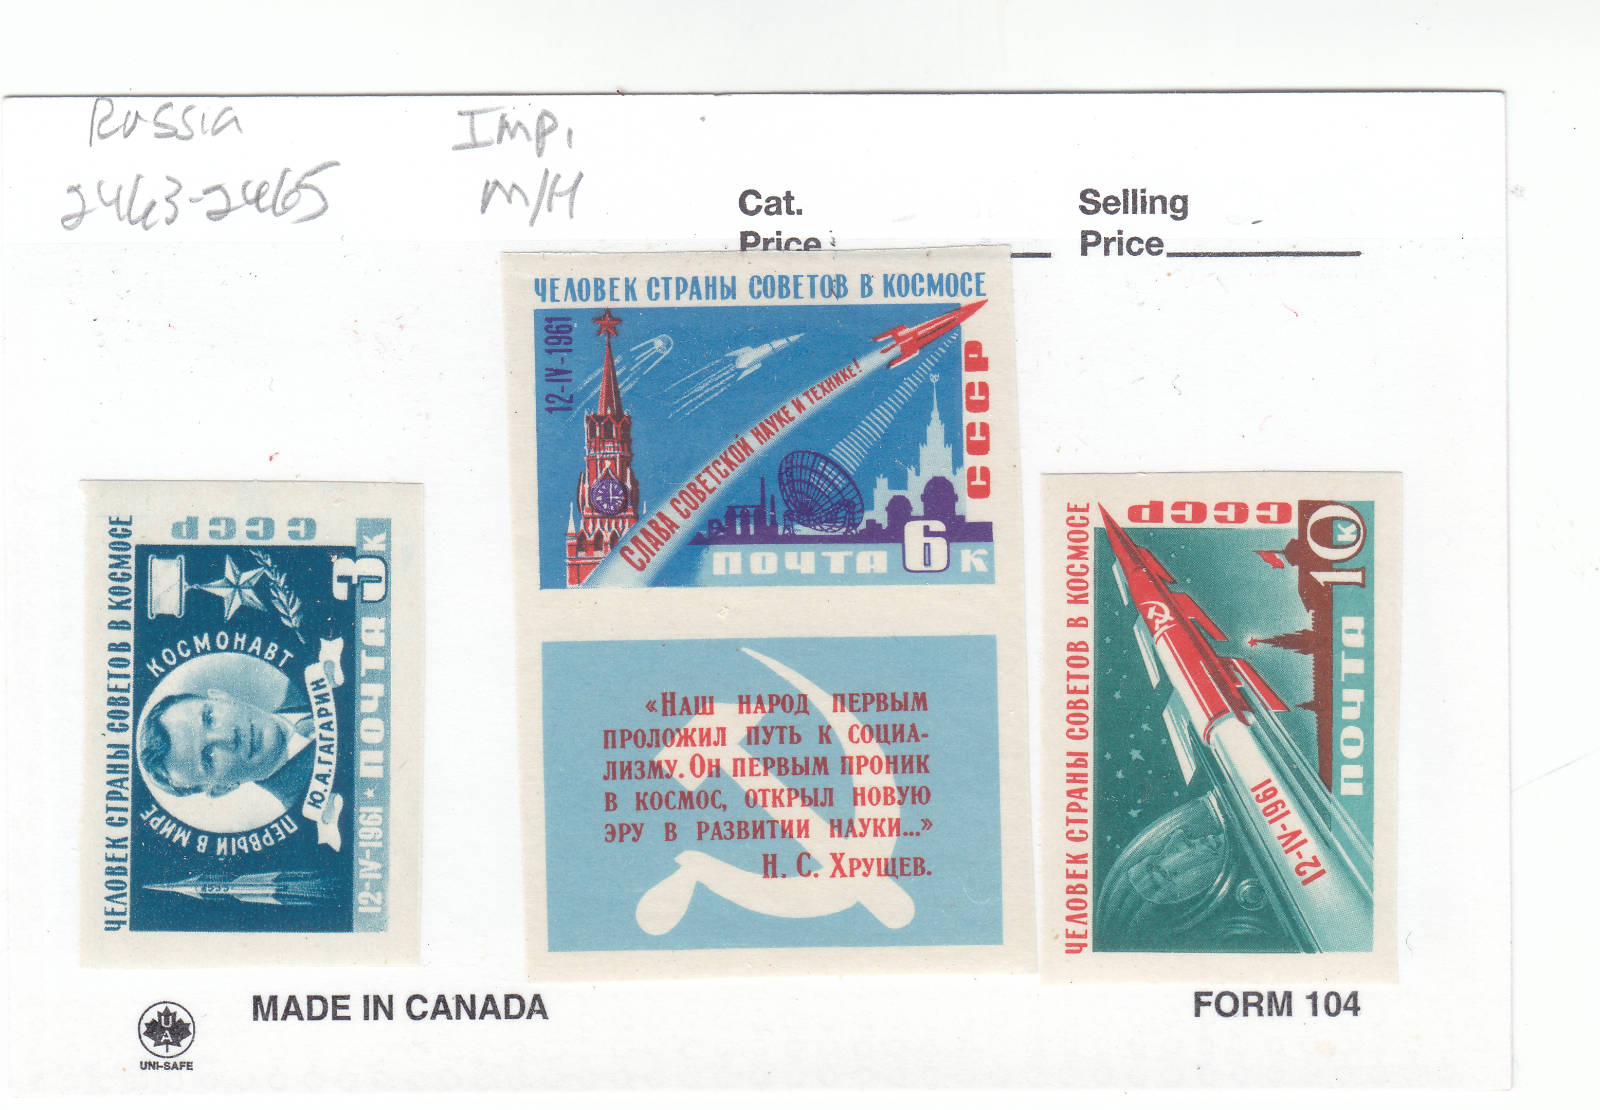 Russia
Imp.
2463-2465
M/H
Cat.
Price
Selling
Price
ЧЕЛОВЕК СТРАНЫ СОВЕТОВ В КОСМОСЕ
12-IV-1961
СЛАВА СОВЕТСКОЙ НАУКЕ И ТЕХНИКЕ!
СССР
ПОЧТА 6 К
«НАШ НАРОД ПЕРВЫМ
ПРОЛОЖИЛ ПУТЬ К СОЦИА-
ЛИЗМУ. ОН ПЕРВЫМ ПРОНИК
В КОСМОС, ОТКРЫЛ НОВУЮ
ЭРУ В РАЗВИТИИ НАУКИ...»
Н. С. ХРУЩЕВ.
ЧЕЛОВЕК СТРАНЫ СОВЕТОВ В КОСМОСЕ
СССР
КОСМОНАВТ
Ю.А.ГАГАРИН
ПЕРВЫЙ В МИРЕ
СССР
12-IV-1961 ★ ПОЧТА 3 К
ЧЕЛОВЕК СТРАНЫ СОВЕТОВ В КОСМОСЕ
СССР
12-IV-1961
ПОЧТА 10 К
UA
UNI-SAFE
MADE IN CANADA
FORM 104